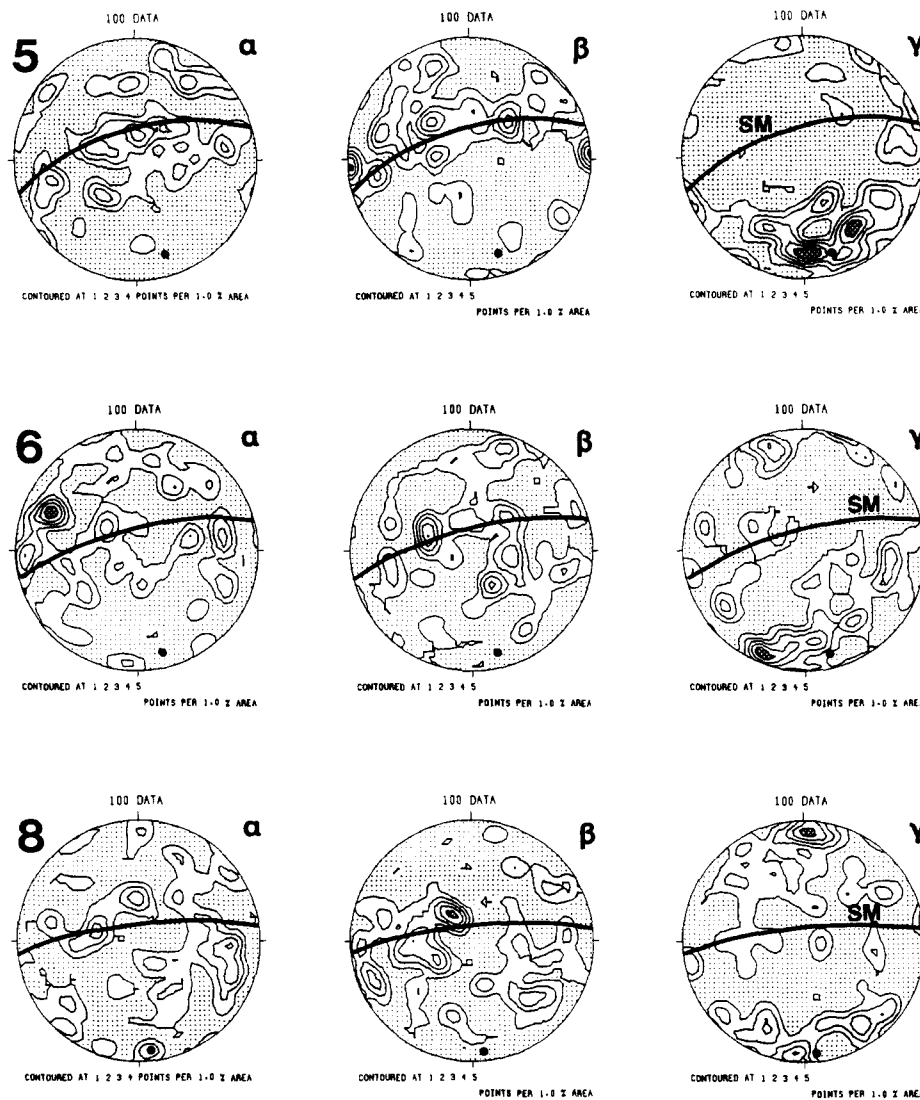 100 DATA 100 DATA 100 DATA
5 α β γ
SM
CONTOURED AT 1 2 3 4 POINTS PER 1.0 % AREA CONTOURED AT 1 2 3 4 5 CONTOURED AT 1 2 3 4 5
POINTS PER 1.0 % AREA POINTS PER 1.0 % AREA
100 DATA 100 DATA 100 DATA
6 α β γ
SM
CONTOURED AT 1 2 3 4 5 CONTOURED AT 1 2 3 4 5 CONTOURED AT 1 2 3 4 5
POINTS PER 1.0 % AREA POINTS PER 1.0 % AREA POINTS PER 1.0 % AREA
100 DATA 100 DATA 100 DATA
8 α β γ
SM
CONTOURED AT 1 2 3 4 POINTS PER 1.0 % AREA CONTOURED AT 1 2 3 4 5 CONTOURED AT 1 2 3 4 5
POINTS PER 1.0 % AREA POINTS PER 1.0 % AREA